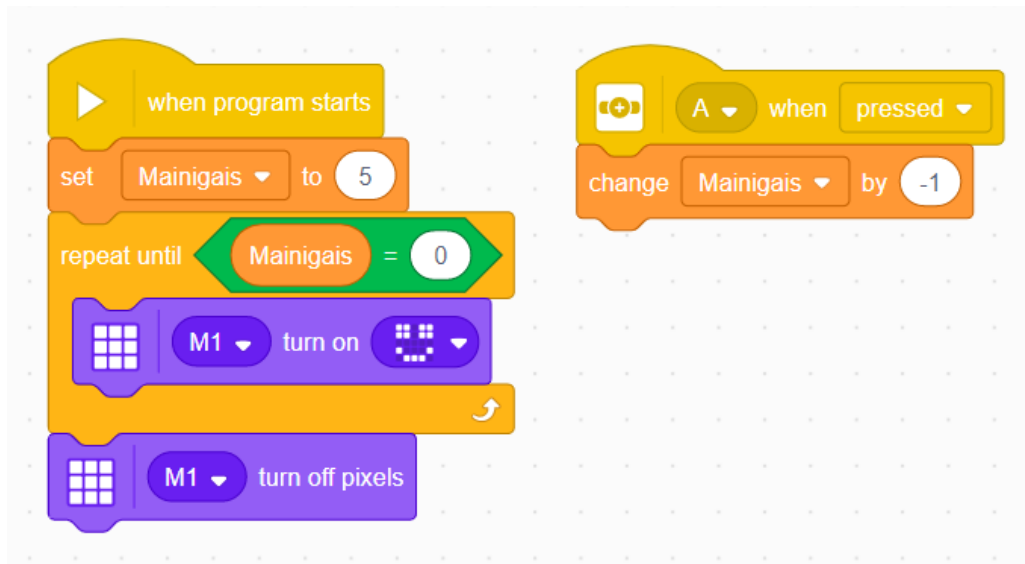 when program starts
set Mainigais to 5
repeat until Mainigais = 0
M1 turn on
M1 turn off pixels
A when pressed
change Mainigais by -1